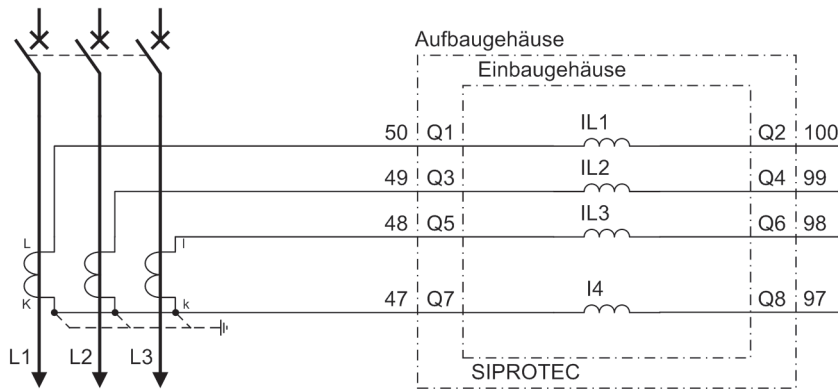 Aufbaugehäuse
Einbaugehäuse
50 Q1 IL1 Q2 100
49 Q3 IL2 Q4 99
48 Q5 IL3 Q6 98
L l
K k
47 Q7 I4 Q8 97
L1 L2 L3
SIPROTEC